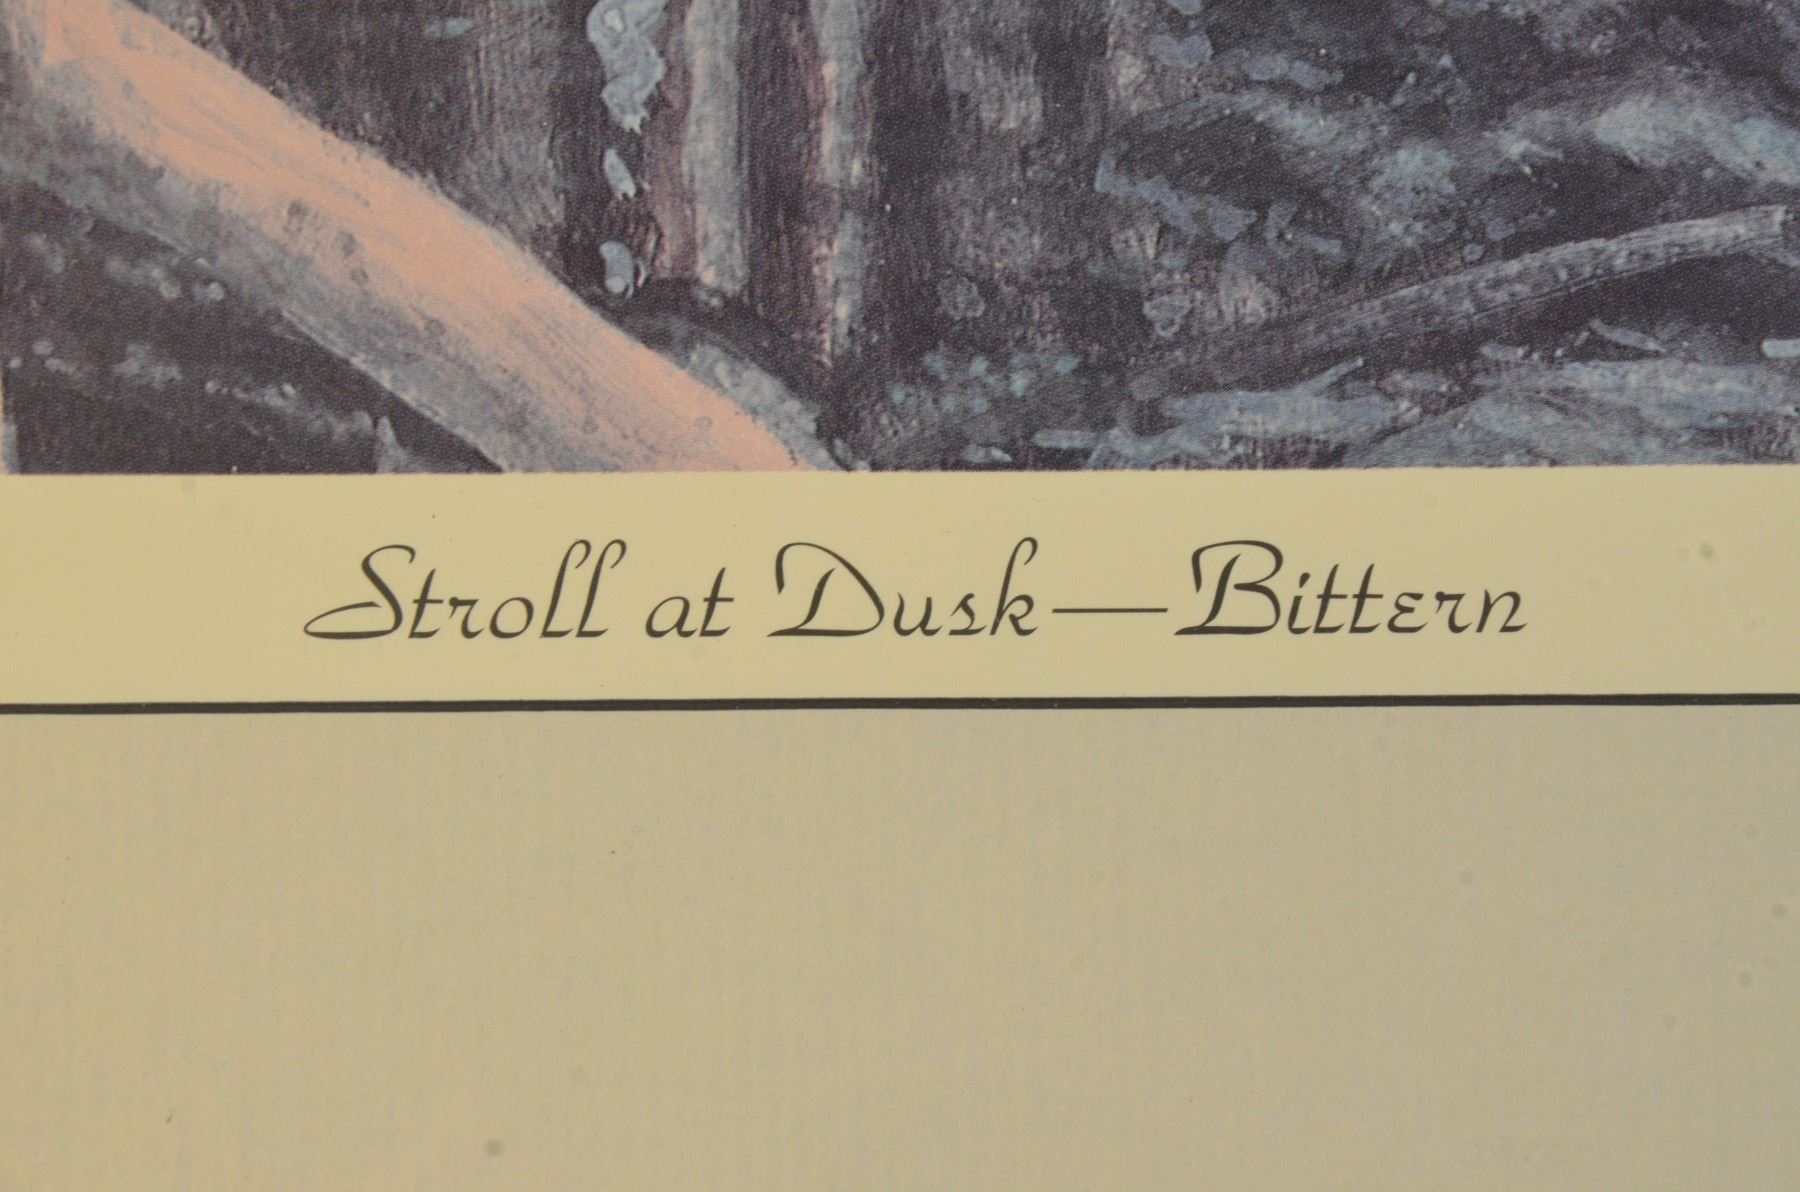 Stroll at Dusk—Bittern